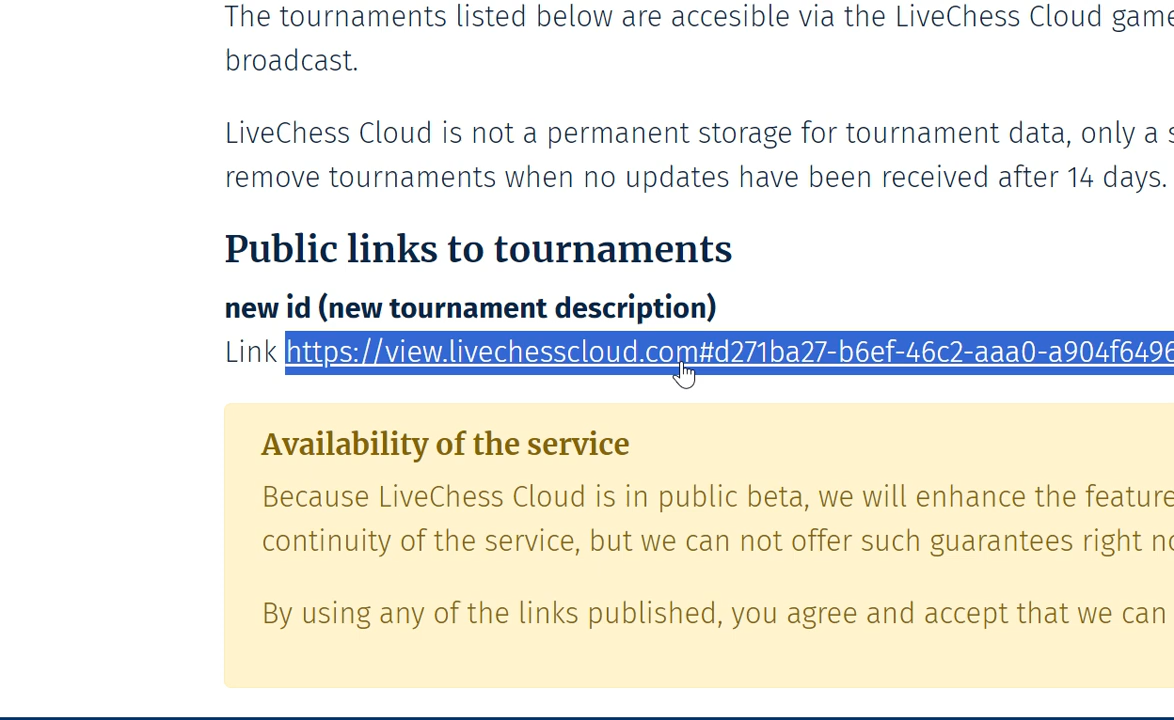 The tournaments listed below are accesible via the LiveChess Cloud game
broadcast.
LiveChess Cloud is not a permanent storage for tournament data, only a
remove tournaments when no updates have been received after 14 days.
Public links to tournaments
new id (new tournament description)
Link https://view.livechesscloud.com#d271ba27-b6ef-46c2-aaa0-a904f6496
Availability of the service
Because LiveChess Cloud is in public beta, we will enhance the feature
continuity of the service, but we can not offer such guarantees right
By using any of the links published, you agree and accept that we can